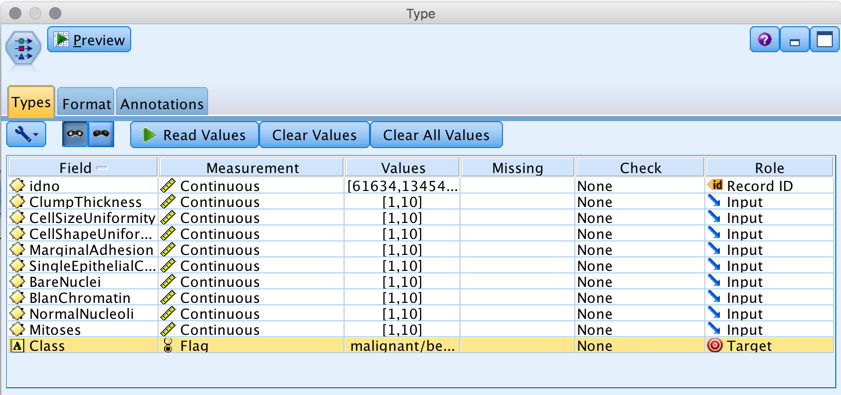 Type
Preview
?
Types Format Annotations
Read Values Clear Values Clear All Values
Field Measurement Values Missing Check Role
idno Continuous [61634,13454... None id Record ID
ClumpThickness Continuous [1,10] None Input
CellSizeUniformity Continuous [1,10] None Input
CellShapeUnifor... Continuous [1,10] None Input
MarginalAdhesion Continuous [1,10] None Input
SingleEpithelialC... Continuous [1,10] None Input
BareNuclei Continuous [1,10] None Input
BlanChromatin Continuous [1,10] None Input
NormalNucleoli Continuous [1,10] None Input
Mitoses Continuous [1,10] None Input
A Class Flag malignant/be... None Target